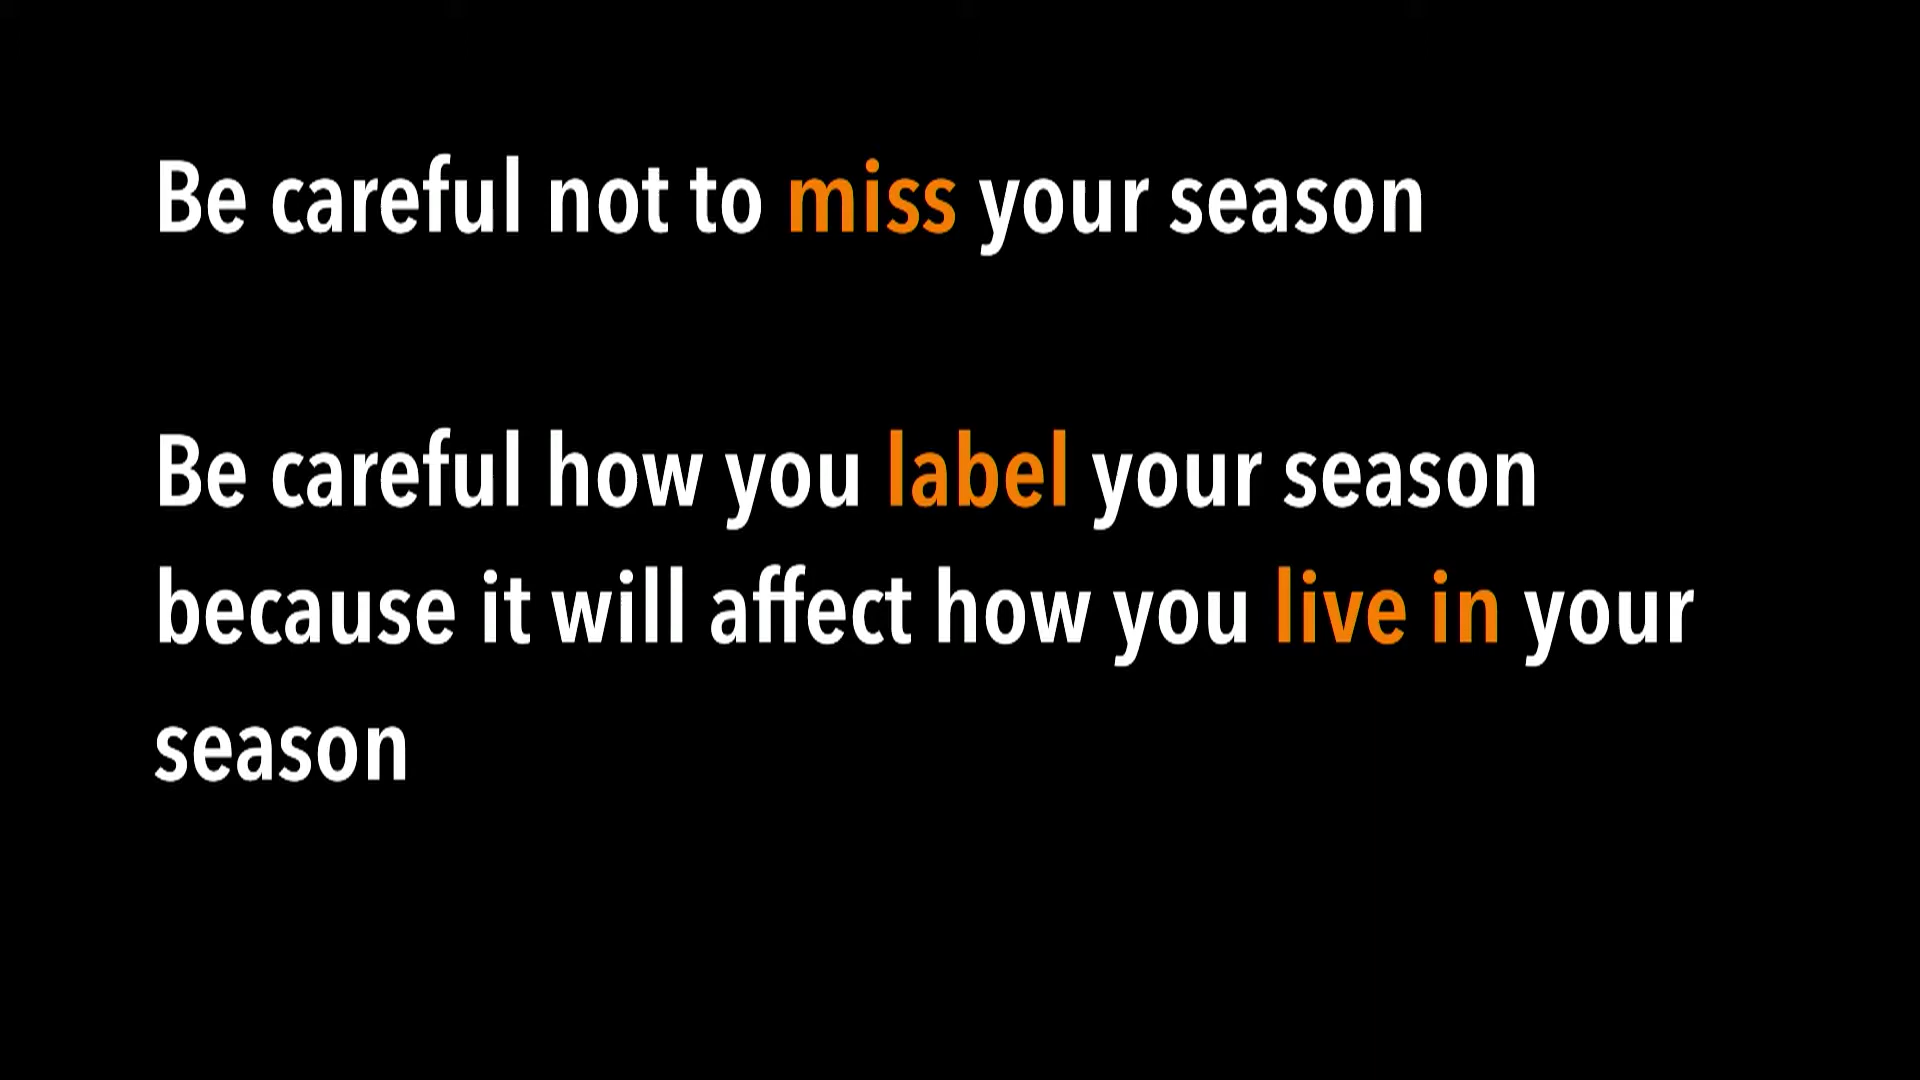 Be careful not to miss your season
Be careful how you label your season
because it will affect how you live in your
season